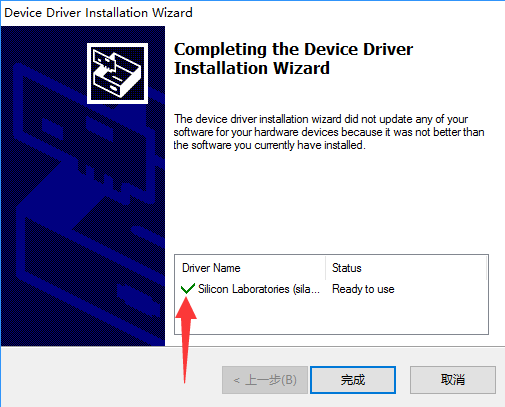 Device Driver Installation Wizard
Completing the Device Driver
Installation Wizard
The device driver installation wizard did not update any of your
software for your hardware devices because it was not better than
the software you currently have installed.
Driver Name Status
Silicon Laboratories (sila... Ready to use
< 上一步(B) 完成 取消